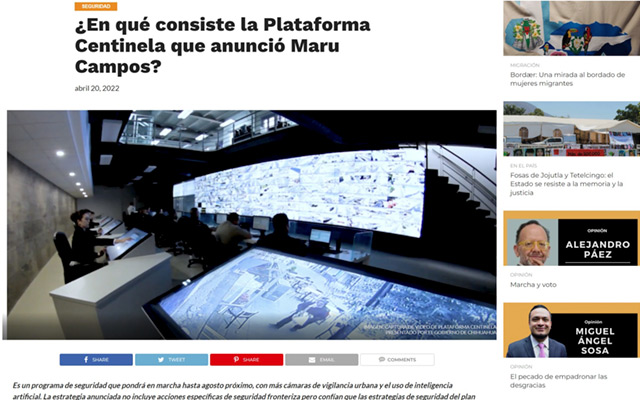 SEGURIDAD
¿En qué consiste la Plataforma
Centinela que anunció Maru
Campos?
abril 20, 2022
IMAGEN: CAPTURA DE VIDEO DE PLATAFORMA CENTINELA
PRESENTADO POR EL GOBIERNO DE CHIHUAHUA
SHARE
TWEET
SHARE
EMAIL
COMMENTS
Es un programa de seguridad que pondrá en marcha hasta agosto próximo, con más cámaras de vigilancia urbana y el uso de inteligencia
artificial. La estrategia anunciada no incluye acciones específicas de seguridad fronteriza pero confían que las estrategias de seguridad del plan
MIGRACIÓN
Bordær: Una mirada al bordado de
mujeres migrantes
EN EL PAÍS
Fosas de Jojutla y Tetelcingo: el
Estado se resiste a la memoria y la
justicia
OPINIÓN
ALEJANDRO
PÁEZ
OPINIÓN
Marcha y voto
Opinión
MIGUEL
ÁNGEL
SOSA
OPINIÓN
El pecado de empadronar las
desgracias